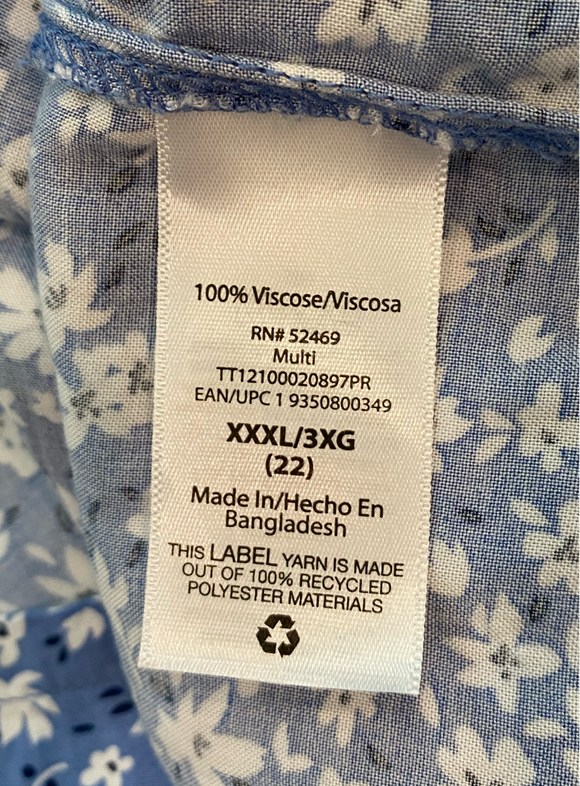 100% Viscose/Viscosa
RN# 52469
Multi
TT12100020897PR
EAN/UPC 1 9350800349
XXXL/3XG
(22)
Made In/Hecho En
Bangladesh
THIS LABEL YARN IS MADE
OUT OF 100% RECYCLED
POLYESTER MATERIALS